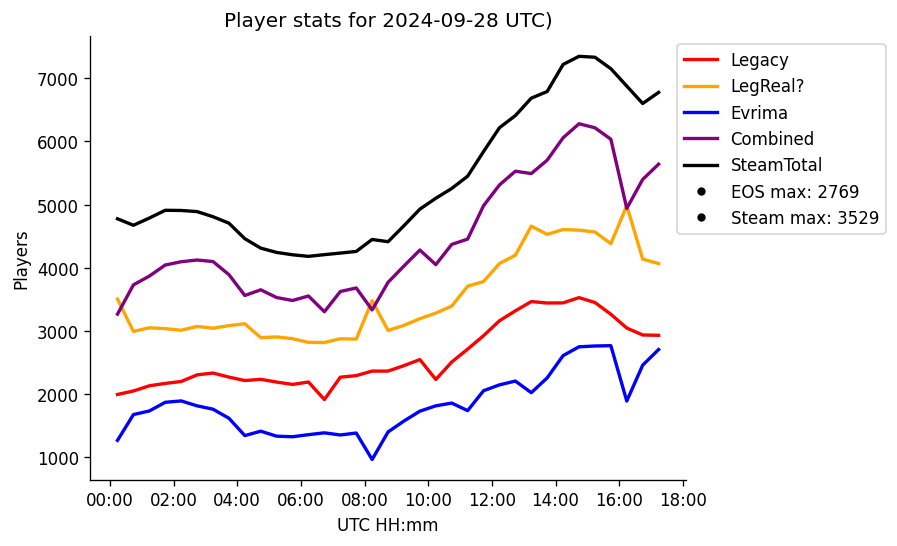 Player stats for 2024-09-28 UTC)
Legacy
LegReal?
Evrima
Combined
SteamTotal
EOS max: 2769
Steam max: 3529
Players
7000
6000
5000
4000
3000
2000
1000
00:00 02:00 04:00 06:00 08:00 10:00 12:00 14:00 16:00 18:00
UTC HH:mm